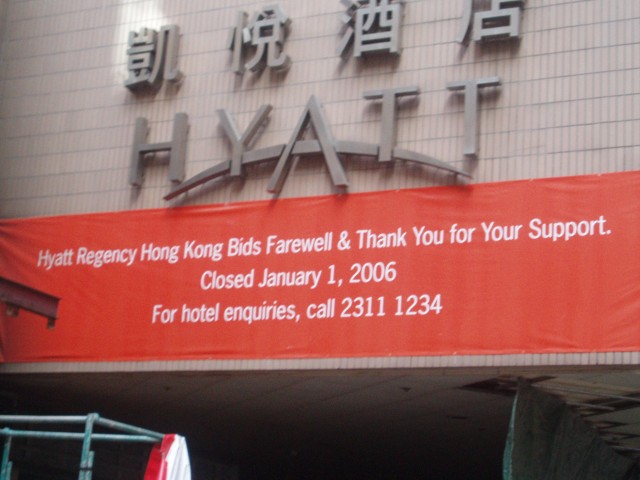 凱悅酒店
HYATT
Hyatt Regency Hong Kong Bids Farewell & Thank You for Your Support.
Closed January 1, 2006
For hotel enquiries, call 2311 1234